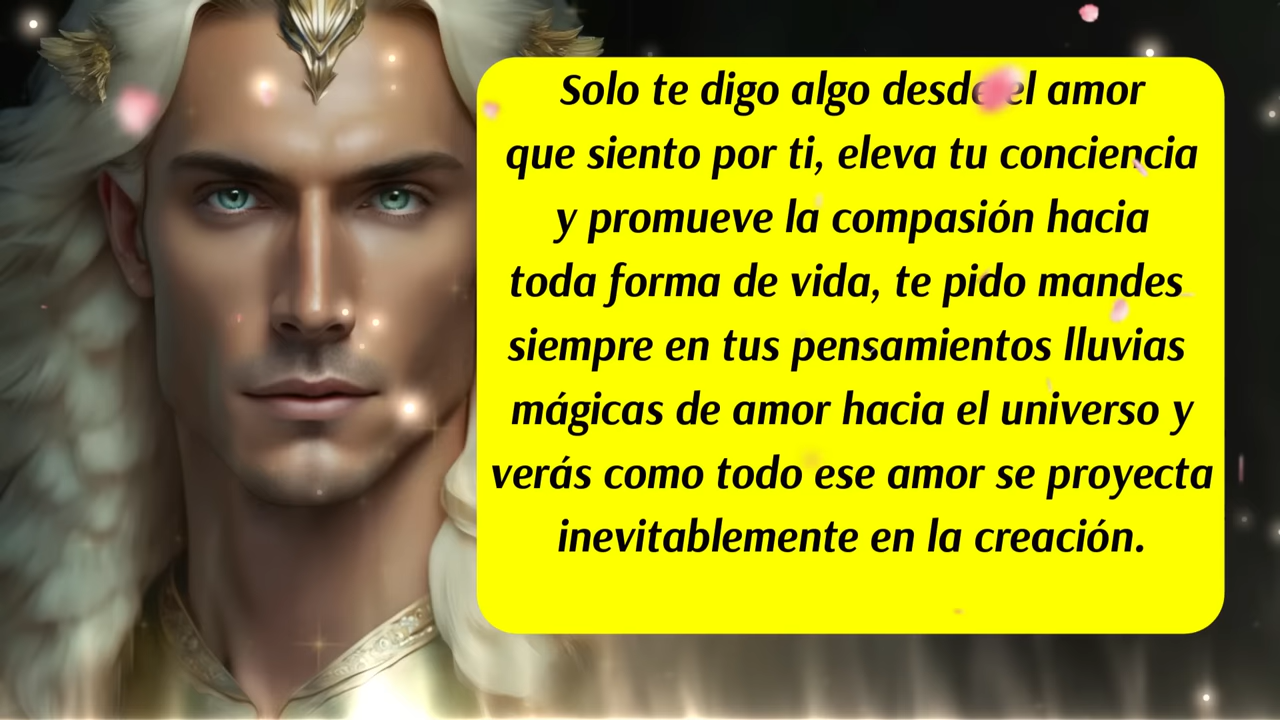 Solo te digo algo desde el amor
que siento por ti, eleva tu conciencia
y promueve la compasión hacia
toda forma de vida, te pido mandes
siempre en tus pensamientos lluvias
mágicas de amor hacia el universo y
verás como todo ese amor se proyecta
inevitablemente en la creación.